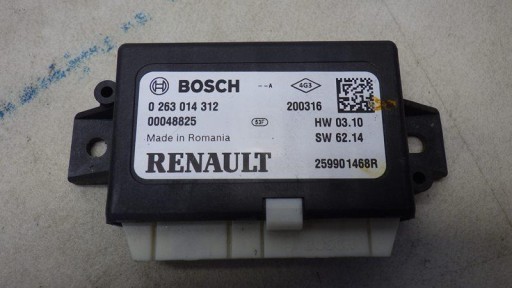 BOSCH --A 4G3
0 263 014 312 200316
00048825 53F HW 03.10
Made in Romania SW 62.14
RENAULT 259901468R